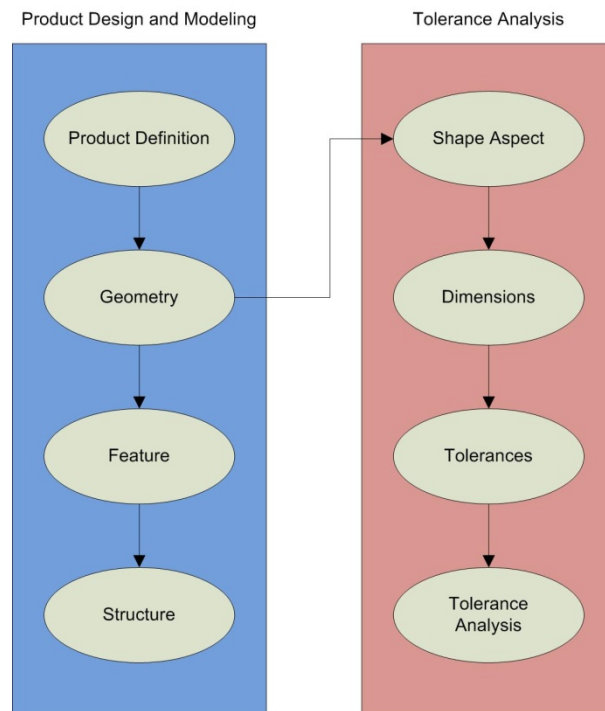 Product Design and Modeling
Product Definition
Geometry
Feature
Structure
Tolerance Analysis
Shape Aspect
Dimensions
Tolerances
Tolerance
Analysis